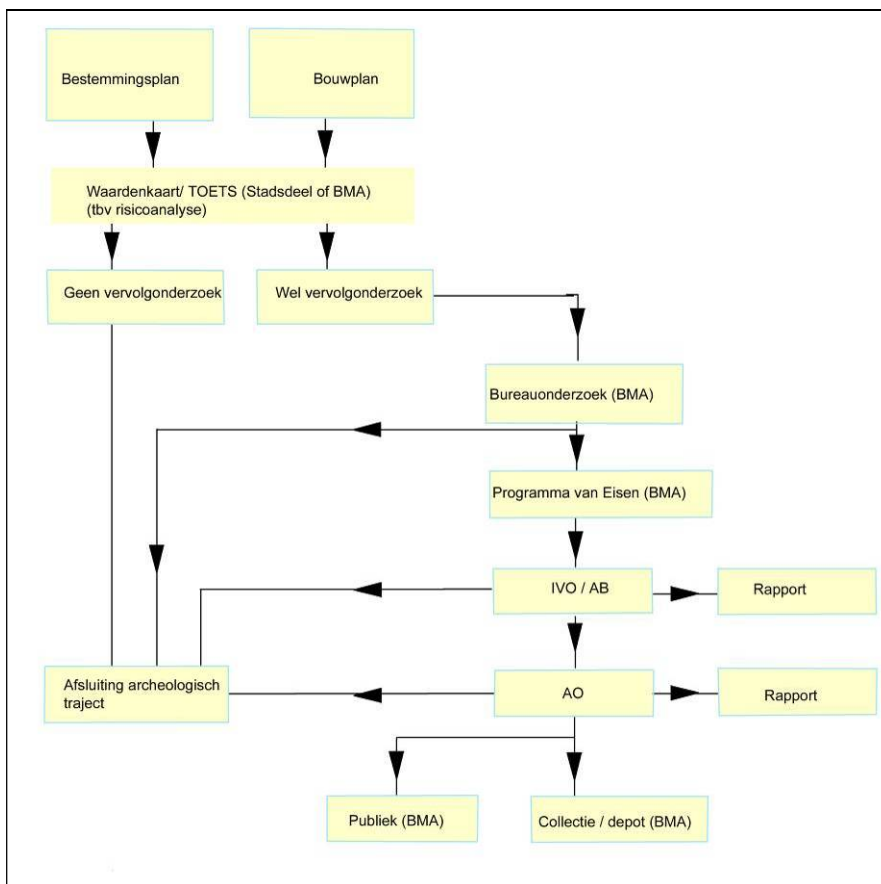 Bestemmingsplan
Bouwplan
Waardenkaart/ TOETS (Stadsdeel of BMA)
(tbv risicoanalyse)
Geen vervolgonderzoek
Wel vervolgonderzoek
Bureauonderzoek (BMA)
Programma van Eisen (BMA)
IVO / AB
Rapport
Afsluiting archeologisch
traject
AO
Rapport
Publiek (BMA)
Collectie / depot (BMA)